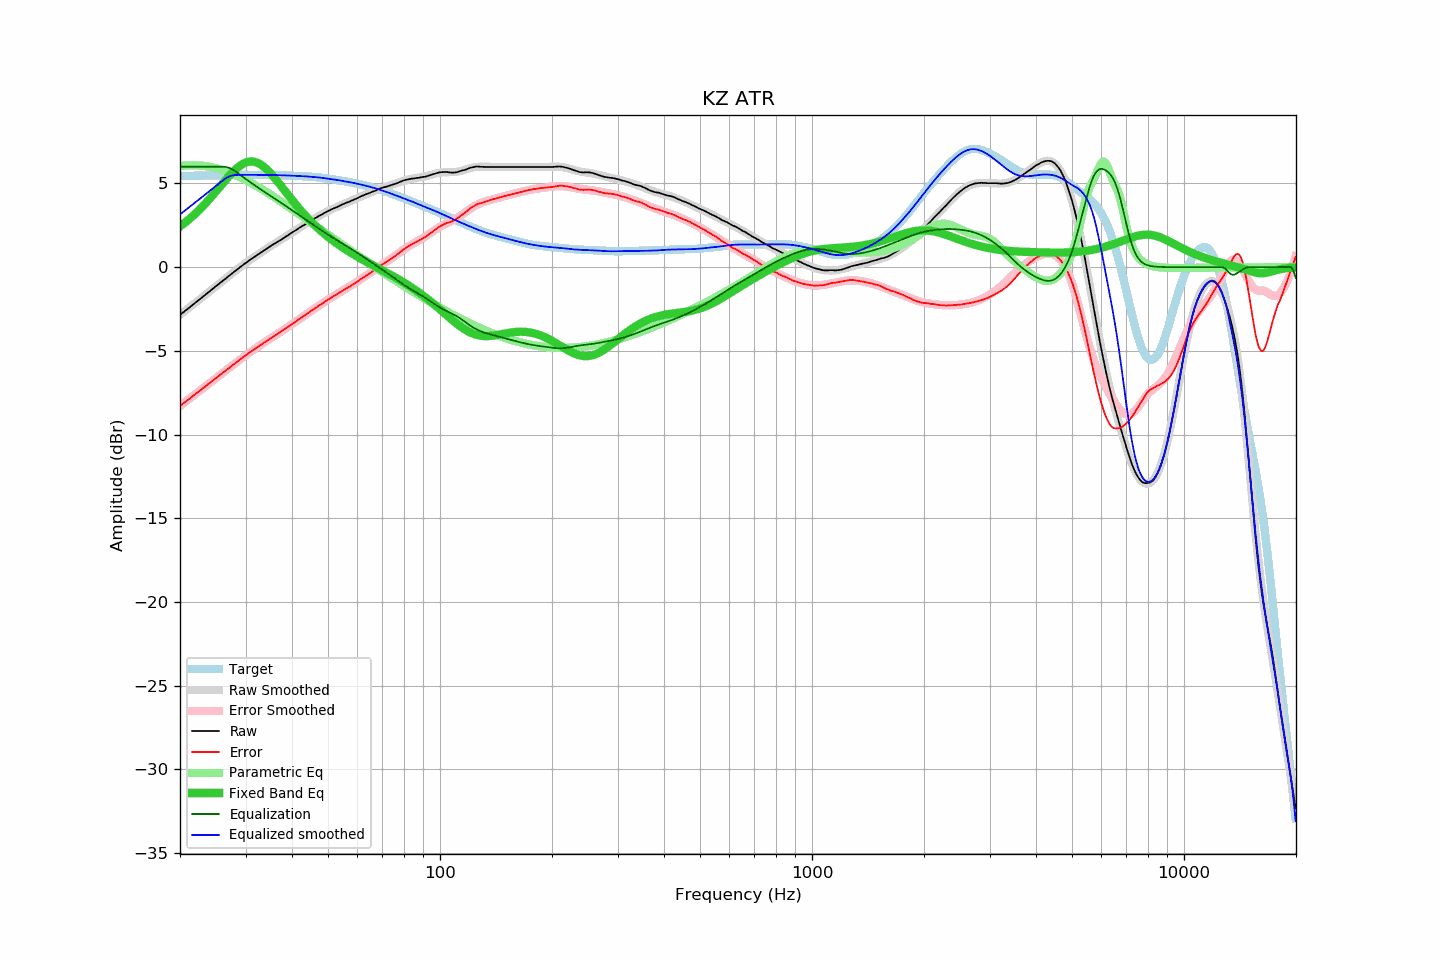 KZ ATR
Amplitude (dBr)
5
0
−5
−10
−15
−20
−25
−30
−35
Target
Raw Smoothed
Error Smoothed
Raw
Error
Parametric Eq
Fixed Band Eq
Equalization
Equalized smoothed
100
1000
10000
Frequency (Hz)